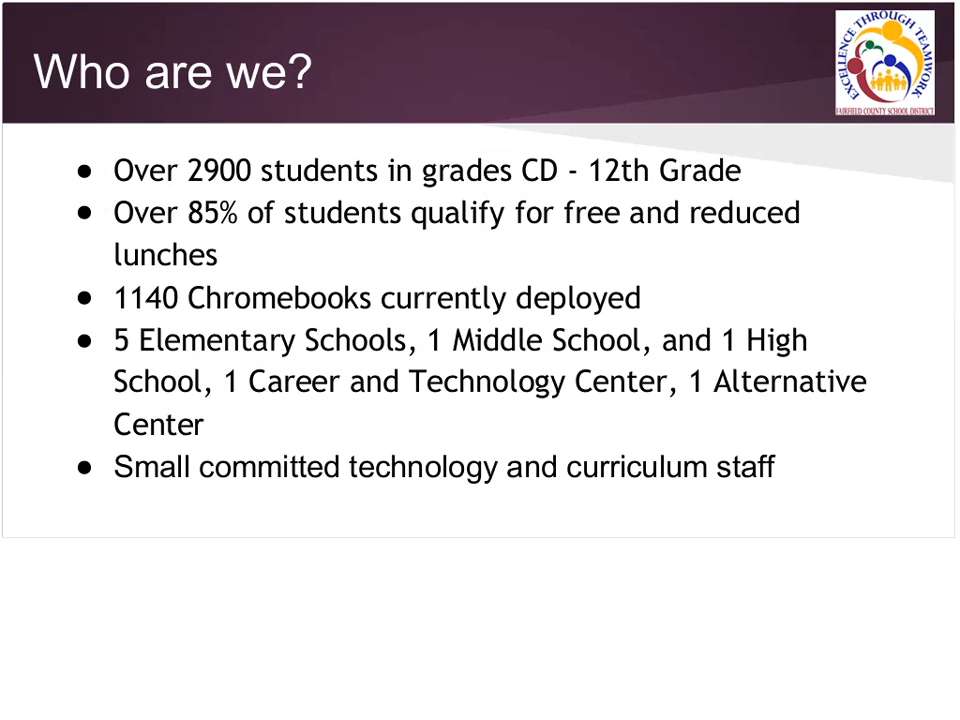 Who are we?
EXCELLENCE THROUGH TEAMWORK
FAIRFIELD COUNTY SCHOOL DISTRICT
● Over 2900 students in grades CD - 12th Grade
● Over 85% of students qualify for free and reduced
lunches
● 1140 Chromebooks currently deployed
● 5 Elementary Schools, 1 Middle School, and 1 High
School, 1 Career and Technology Center, 1 Alternative
Center
● Small committed technology and curriculum staff